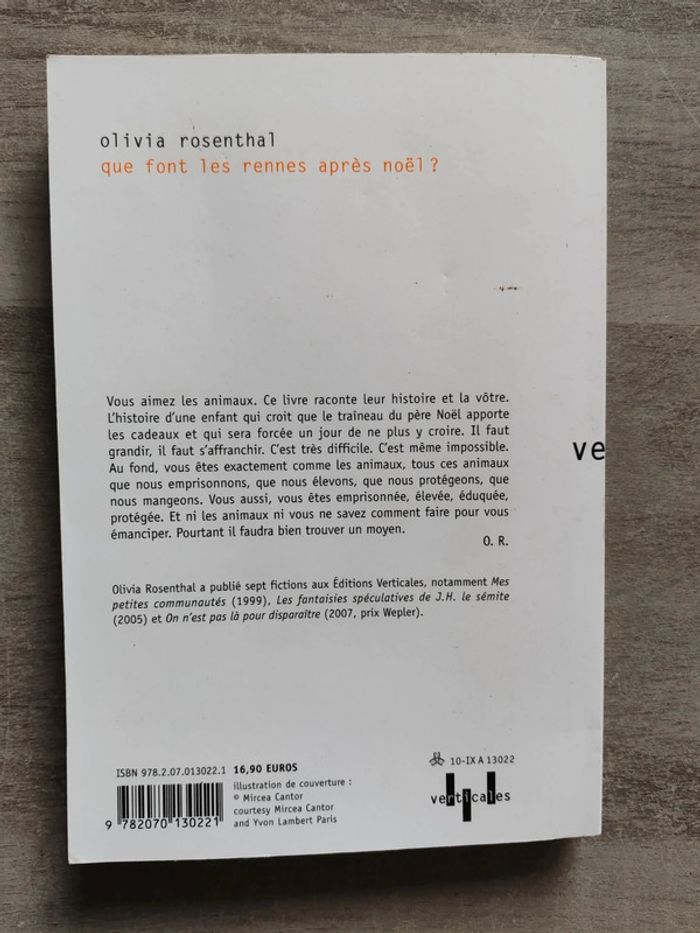 olivia rosenthal
que font les rennes après noël ?
Vous aimez les animaux. Ce livre raconte leur histoire et la vôtre.
L'histoire d'une enfant qui croit que le traineau du père Noël apporte
les cadeaux et qui sera forcée un jour de ne plus y croire. Il faut
grandir, il faut s'affranchir. C'est très difficile. C'est même impossible.
Au fond, vous êtes exactement comme les animaux, tous ces animaux
que nous emprisonnons, que nous élevons, que nous protégeons, que
nous mangeons. Vous aussi, vous êtes emprisonnée, élevée, éduquée,
protégée. Et ni les animaux ni vous ne savez comment faire pour vous
émanciper. Pourtant il faudra bien trouver un moyen.
O. R.
ve
Olivia Rosenthal a publié sept fictions aux Éditions Verticales, notamment Mes
petites communautés (1999), Les fantaisies spéculatives de J.H. le sémite
(2005) et On n'est pas là pour disparaître (2007, prix Wepler).
ISBN 978.2.07.013022.1 16,90 EUROS
illustration de couverture :
© Mircea Cantor
courtesy Mircea Cantor
and Yvon Lambert Paris
9 782070 130221
10-IX A 13022
verticales